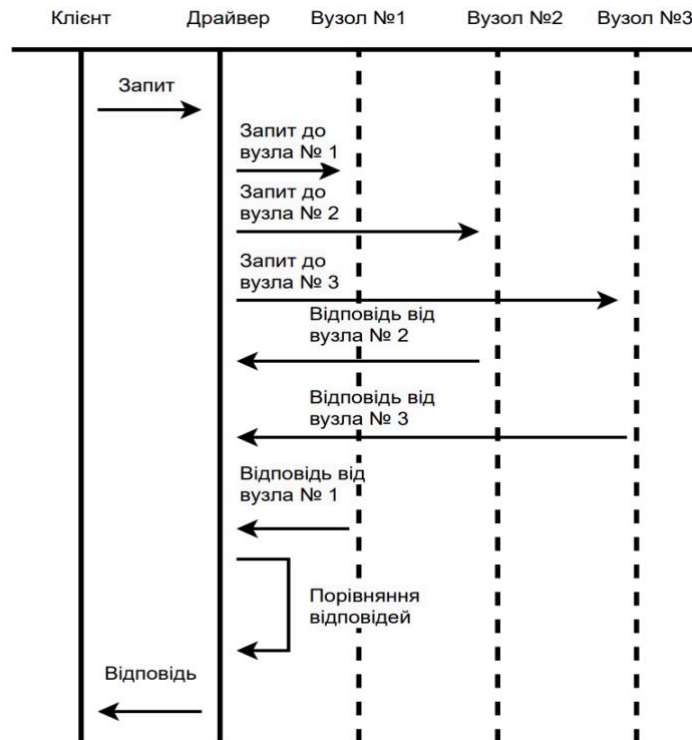 Клієнт Драйвер Вузол №1 Вузол №2 Вузол №3
Запит
Запит до
вузла № 1
Запит до
вузла № 2
Запит до
вузла № 3
Відповідь від
вузла № 2
Відповідь від
вузла № 3
Відповідь від
вузла № 1
Порівняння
відповідей
Відповідь